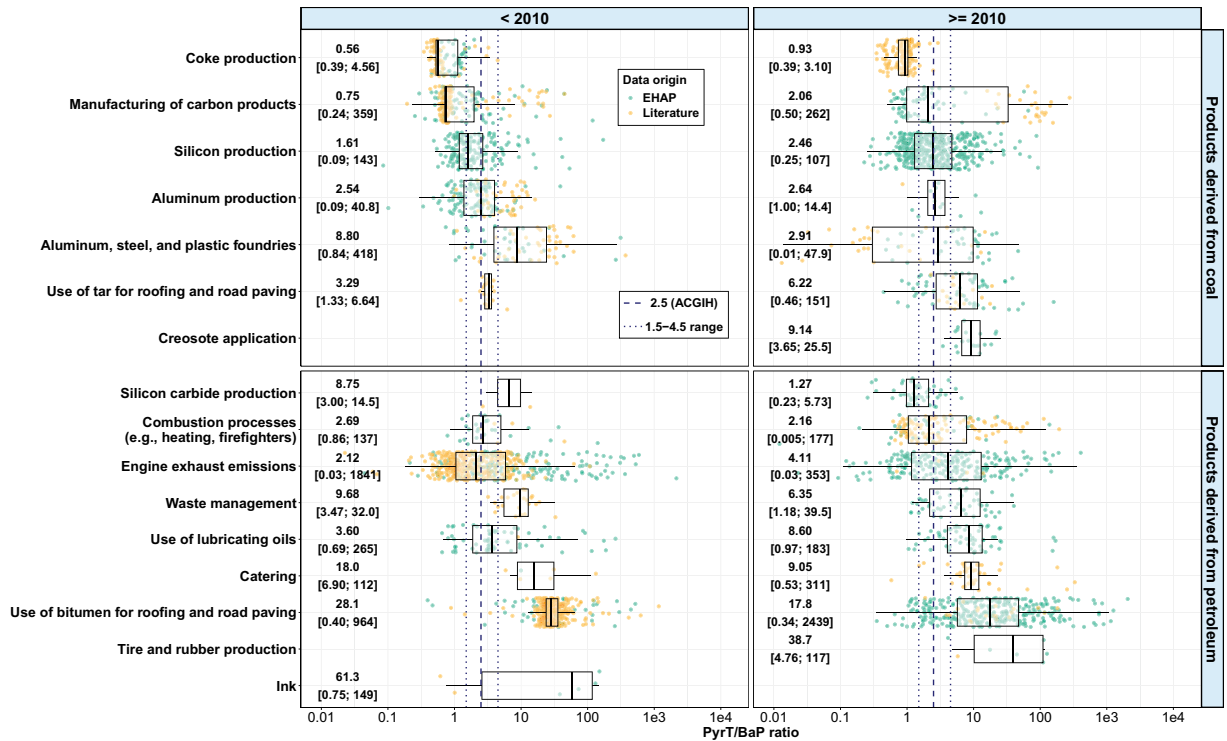 < 2010
>= 2010
Coke production
0.56
[0.39; 4.56]
0.93
[0.39; 3.10]
Manufacturing of carbon products
0.75
[0.24; 359]
2.06
[0.50; 262]
Silicon production
1.61
[0.09; 143]
2.46
[0.25; 107]
Aluminum production
2.54
[0.09; 40.8]
2.64
[1.00; 14.4]
Aluminum, steel, and plastic foundries
8.80
[0.84; 418]
2.91
[0.01; 47.9]
Use of tar for roofing and road paving
3.29
[1.33; 6.64]
6.22
[0.46; 151]
Creosote application
9.14
[3.65; 25.5]
Data origin
EHAP
Literature
2.5 (ACGIH)
1.5−4.5 range
Products derived from coal
Silicon carbide production
8.75
[3.00; 14.5]
1.27
[0.23; 5.73]
Combustion processes
(e.g., heating, firefighters)
2.69
[0.86; 137]
2.16
[0.005; 177]
Engine exhaust emissions
2.12
[0.03; 1841]
4.11
[0.03; 353]
Waste management
9.68
[3.47; 32.0]
6.35
[1.18; 39.5]
Use of lubricating oils
3.60
[0.69; 265]
8.60
[0.97; 183]
Catering
18.0
[6.90; 112]
9.05
[0.53; 311]
Use of bitumen for roofing and road paving
28.1
[0.40; 964]
17.8
[0.34; 2439]
Tire and rubber production
38.7
[4.76; 117]
Ink
61.3
[0.75; 149]
Products derived from petroleum
0.01 0.1 1 10 100 1e3 1e4
0.01 0.1 1 10 100 1e3 1e4
PyrT/BaP ratio